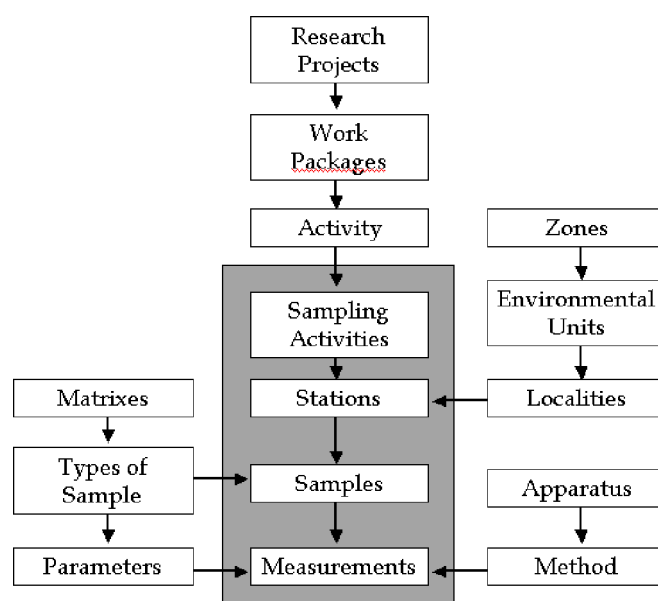 Research
Projects
Work
Packages
Activity
Zones
Sampling
Activities
Environmental
Units
Matrixes
Stations
Localities
Types of
Sample
Samples
Apparatus
Parameters
Measurements
Method